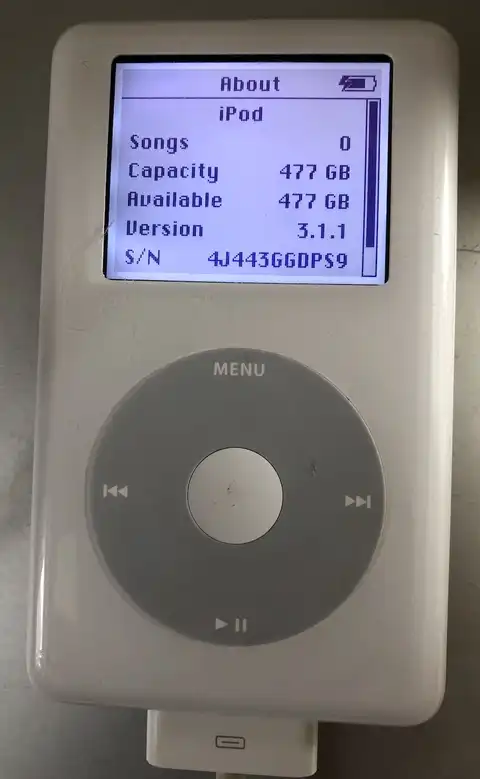 About
iPod
Songs 0
Capacity 477 GB
Available 477 GB
Version 3.1.1
S/N 4J443GGDPS9
MENU